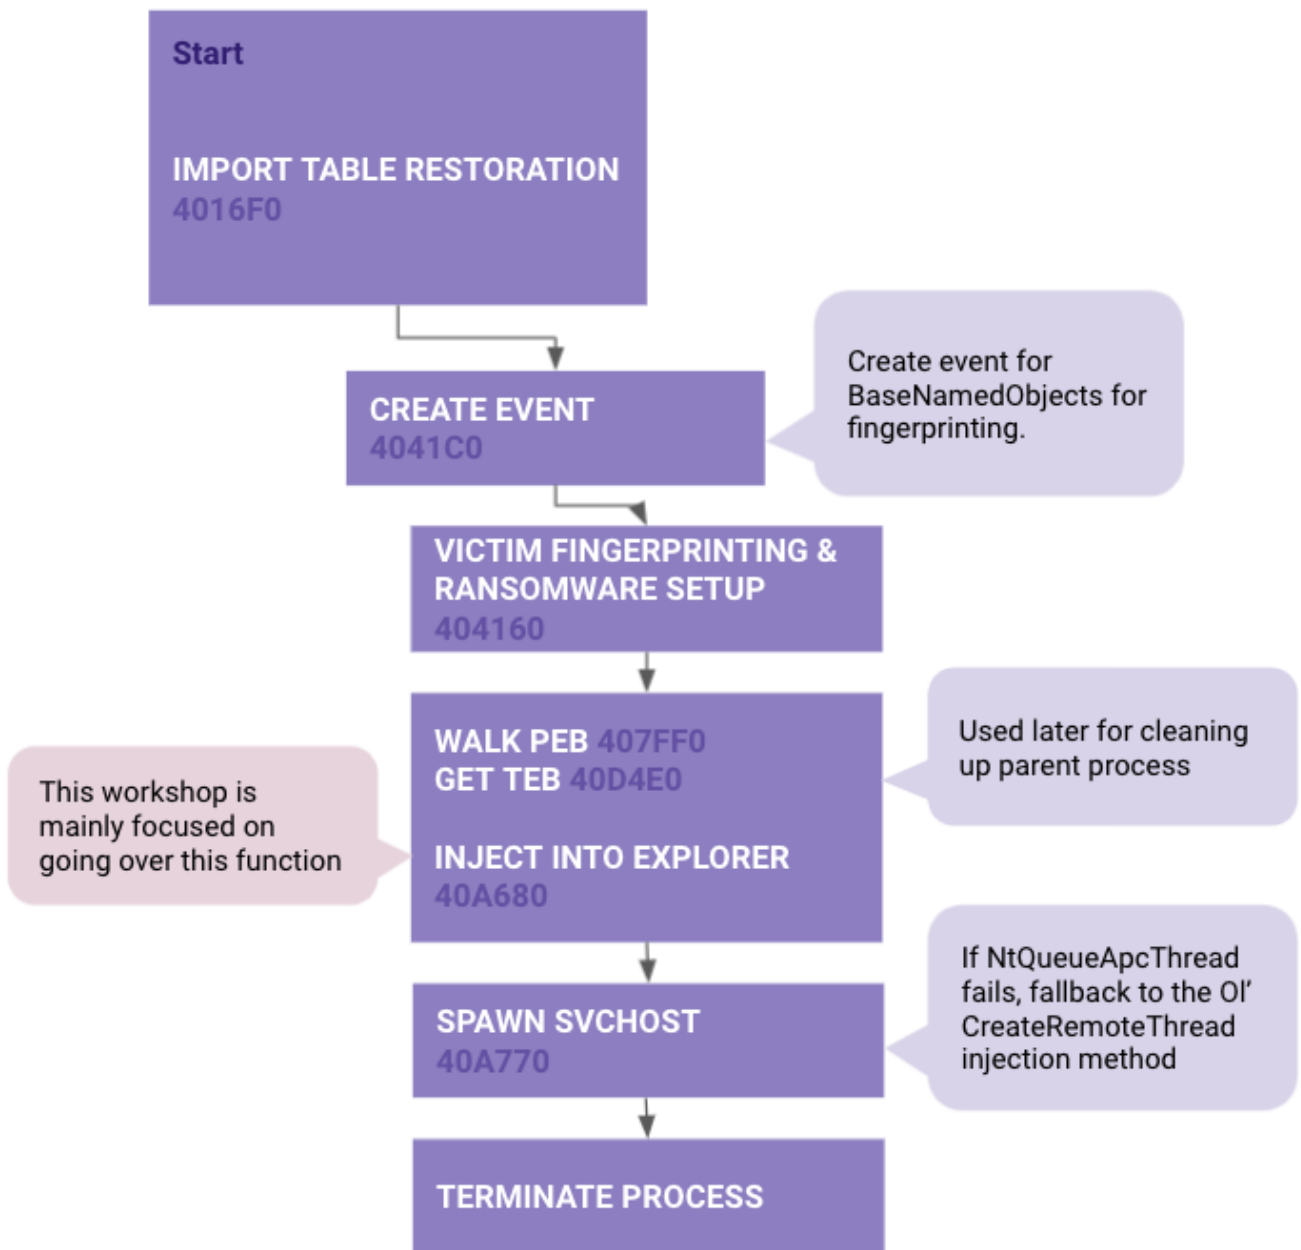 Start
IMPORT TABLE RESTORATION
4016F0
CREATE EVENT
4041C0
Create event for
BaseNamedObjects for
fingerprinting.
VICTIM FINGERPRINTING &
RANSOMWARE SETUP
404160
WALK PEB 407FF0
GET TEB 40D4E0
Used later for cleaning
up parent process
This workshop is
mainly focused on
going over this function
INJECT INTO EXPLORER
40A680
SPAWN SVCHOST
40A770
If NtQueueApcThread
fails, fallback to the Ol’
CreateRemoteThread
injection method
TERMINATE PROCESS